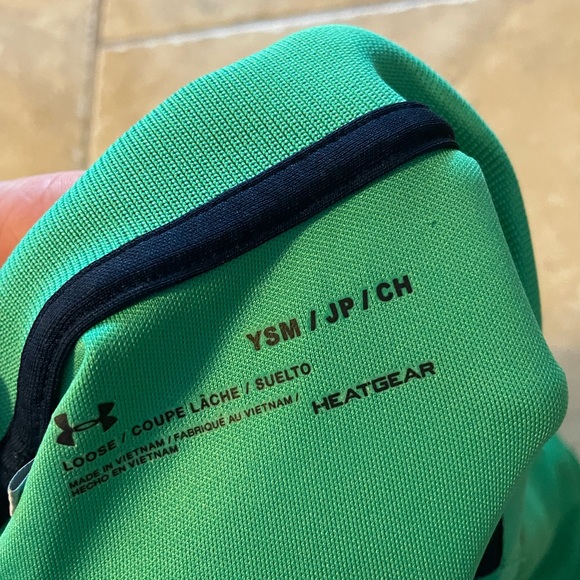 YSM / JP / CH
HEATGEAR
LOOSE / COUPE LÂCHE / SUELTO
MADE IN VIETNAM / FABRIQUÉ AU VIETNAM /
HECHO EN VIETNAM